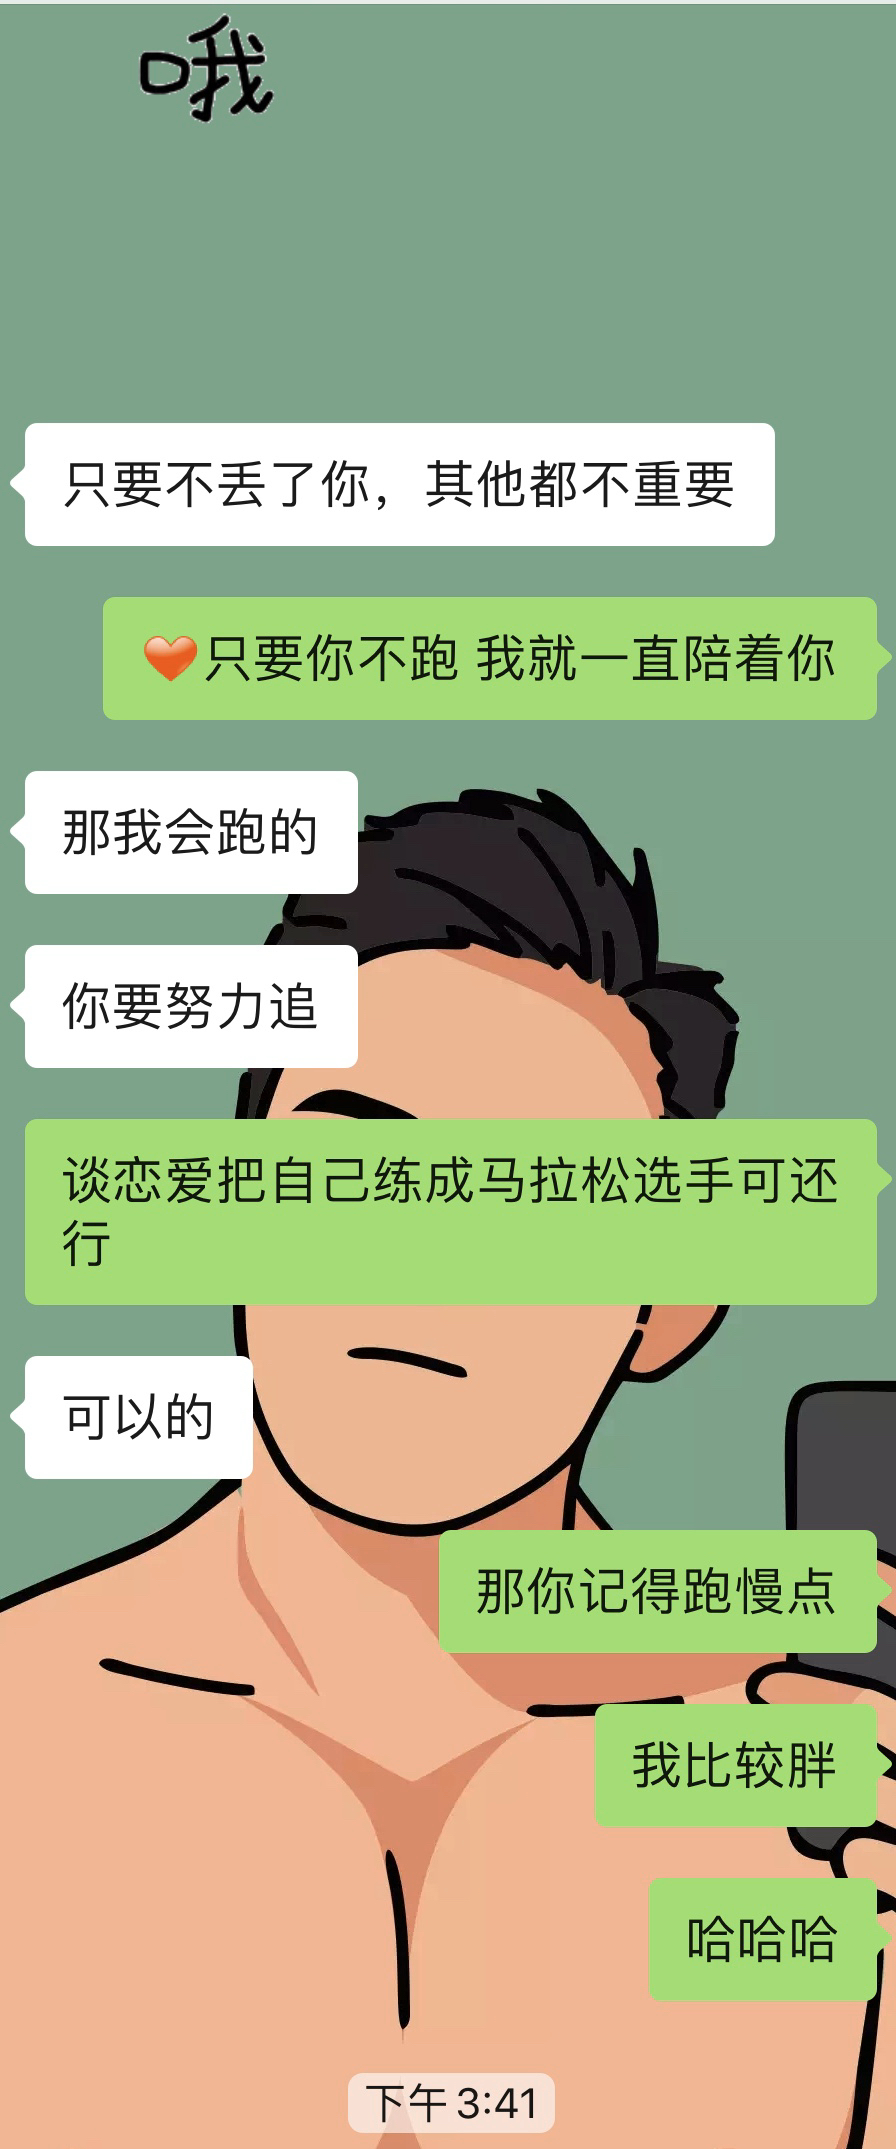 哦
只要不丢了你，其他都不重要
❤️只要你不跑 我就一直陪着你
那我会跑的
你要努力追
谈恋爱把自己练成马拉松选手可还
行
可以的
那你记得跑慢点
我比较胖
哈哈哈
下午3:41